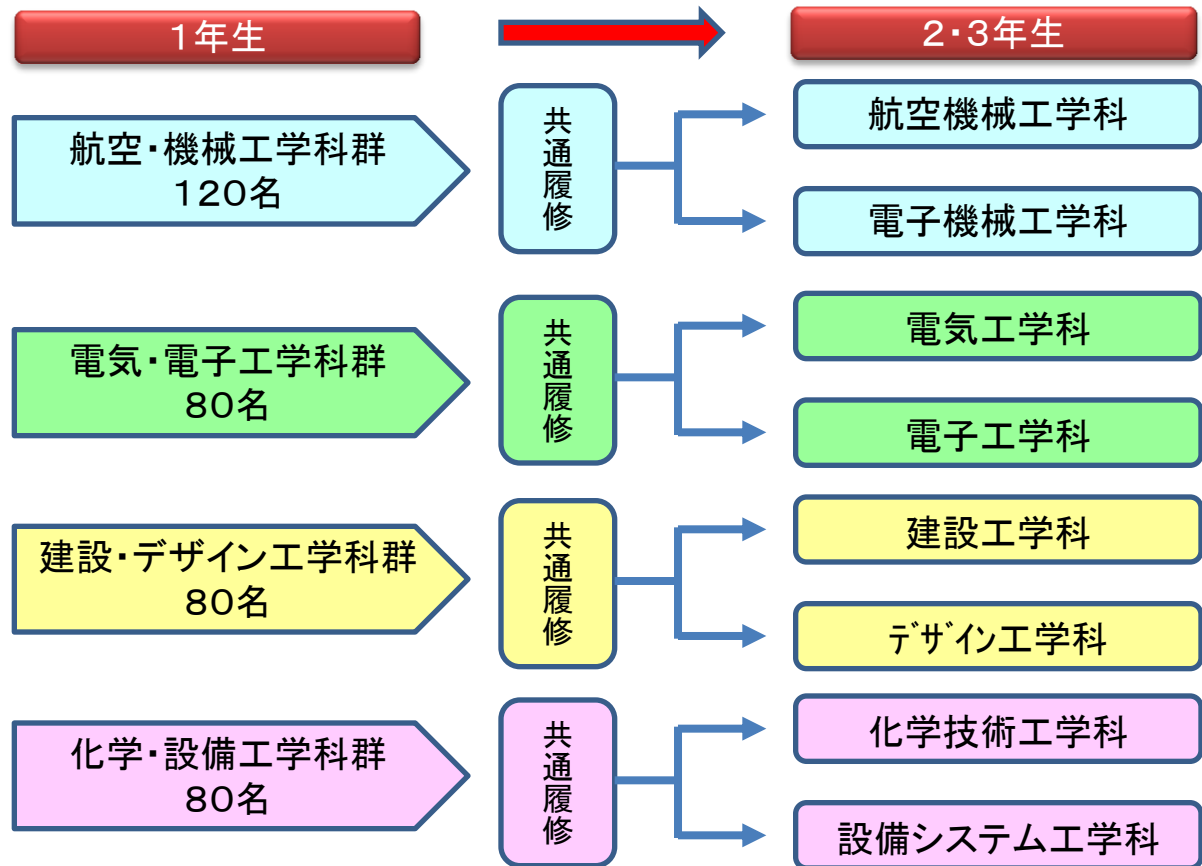 1年生
2・3年生
航空・機械工学科群
120名
共通履修
航空機械工学科
電子機械工学科
電気・電子工学科群
80名
共通履修
電気工学科
電子工学科
建設・デザイン工学科群
80名
共通履修
建設工学科
デザイン工学科
化学・設備工学科群
80名
共通履修
化学技術工学科
設備システム工学科